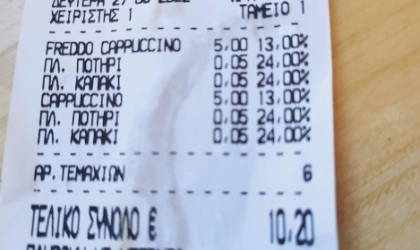 ΔΕΥΤΕΡΑ
ΧΕΙΡΙΣΤΗΣ 1 ΤΑΜΕΙΟ 1
FREDDO CAPPUCCINO 5,00 13,00%
ΠΛ. ΠΟΤΗΡΙ 0,05 24,00%
ΠΛ. ΚΑΠΑΚΙ 0,05 24,00%
CAPPUCCINO 5,00 13,00%
ΠΛ. ΠΟΤΗΡΙ 0,05 24,00%
ΠΛ. ΚΑΠΑΚΙ 0,05 24,00%
ΑΡ.ΤΕΜΑΧΙΩΝ 6
ΤΕΛΙΚΟ ΣΥΝΟΛΟ € 10,20